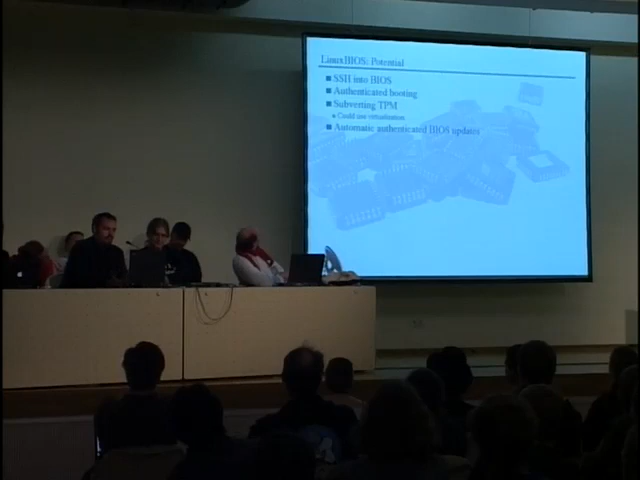 LinuxBIOS: Potential
SSH into BIOS
Authenticated booting
Subverting TPM
Could use virtualization
Automatic authenticated BIOS updates